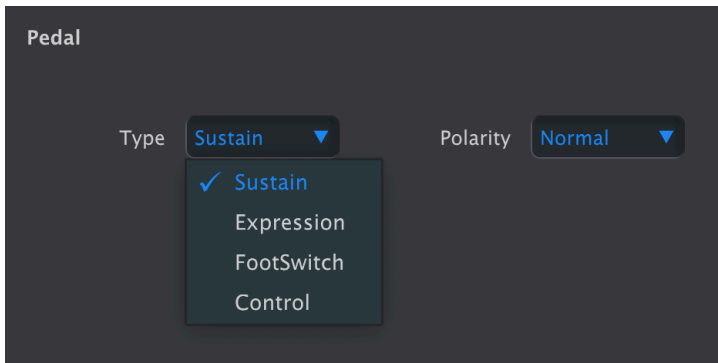 Pedal
Type Sustain Polarity Normal
Sustain
Expression
FootSwitch
Control